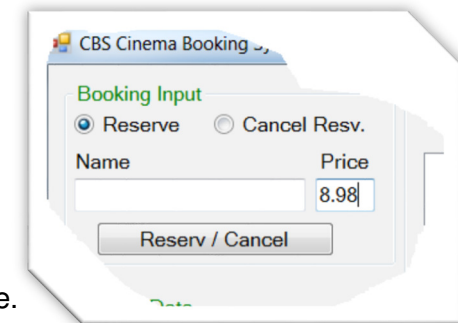 CBS Cinema Booking
Booking Input
Reserve Cancel Resv.
Name Price
8.98
Reserv / Cancel